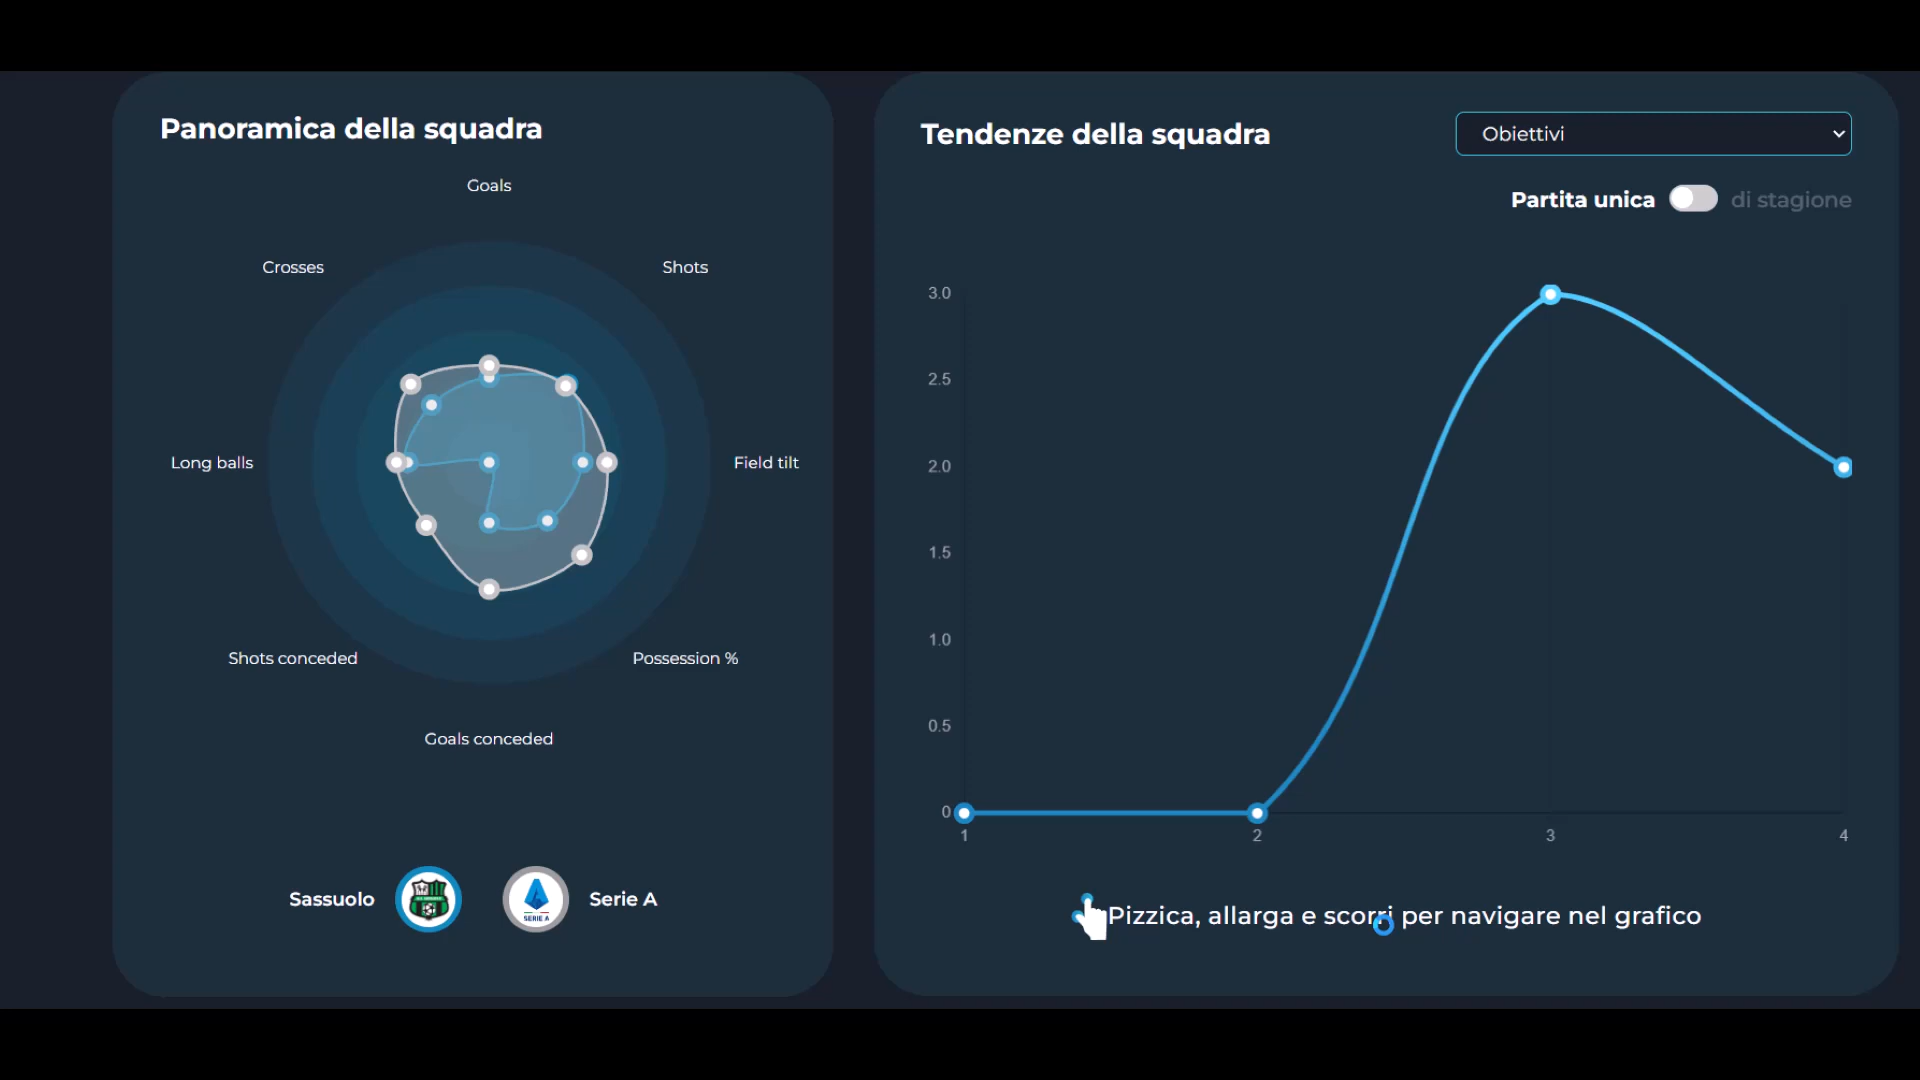 Panoramica della squadra
Goals
Crosses
Shots
Long balls
Field tilt
Shots conceded
Possession %
Goals conceded
Sassuolo
SERIE A
Serie A
Tendenze della squadra
Obiettivi
Partita unica di stagione
3.0
2.5
2.0
1.5
1.0
0.5
0
1 2 3 4
Pizzica, allarga e scorri per navigare nel grafico